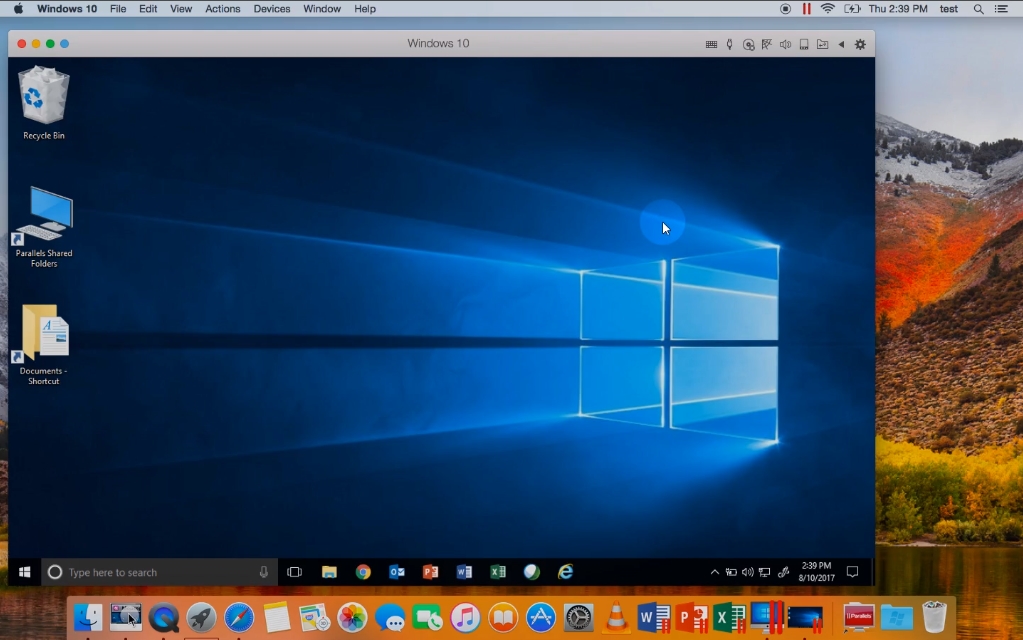 Windows 10 File Edit View Actions Devices Window Help Thu 2:39 PM test
Windows 10
Recycle Bin
Parallels Shared
Folders
Documents -
Shortcut
Type here to search
2:39 PM
8/10/2017
|| Parallels